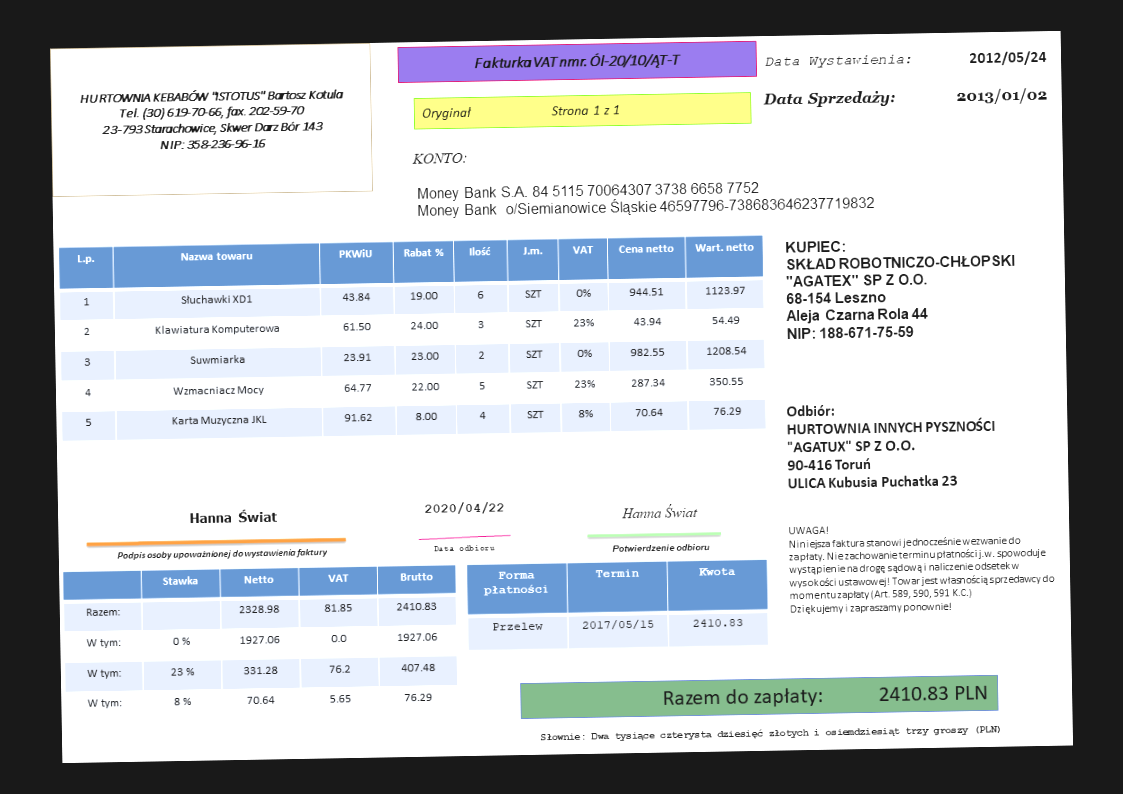 HURTOWNIA KEBABÓW "ISTOTUS" Bartosz Kotula
Tel. (30) 619-70-66, fax. 202-59-70
23-793 Starachowice, Skwer Darz Bór 143
NIP: 358-236-96-16
Fakturka VAT nmr. Ól-20/10/ĄT-T
Oryginał Strona 1 z 1
Data Wystawienia: 2012/05/24
Data Sprzedaży: 2013/01/02
KONTO:
Money Bank S.A. 84 5115 70064307 3738 6658 7752
Money Bank o/Siemianowice Śląskie 46597796-738683646237719832
L.p. Nazwa towaru PKWiU Rabat % Ilość J.m. VAT Cena netto Wart. netto
1 Słuchawki XD1 43.84 19.00 6 SZT 0% 944.51 1123.97
2 Klawiatura Komputerowa 61.50 24.00 3 SZT 23% 43.94 54.49
3 Suwmiarka 23.91 23.00 2 SZT 0% 982.55 1208.54
4 Wzmacniacz Mocy 64.77 22.00 5 SZT 23% 287.34 350.55
5 Karta Muzyczna JKL 91.62 8.00 4 SZT 8% 70.64 76.29
KUPIEC:
SKŁAD ROBOTNICZO-CHŁOPSKI
"AGATEX" SP Z O.O.
68-154 Leszno
Aleja Czarna Rola 44
NIP: 188-671-75-59
Odbiór:
HURTOWNIA INNYCH PYSZNOŚCI
"AGATUX" SP Z O.O.
90-416 Toruń
ULICA Kubusia Puchatka 23
Hanna Świat
Podpis osoby upoważnionej do wystawienia faktury
2020/04/22
Data odbioru
Hanna Świat
Potwierdzenie odbioru
UWAGA!
Niniejsza faktura stanowi jednocześnie wezwanie do
zapłaty. Nie zachowanie terminu płatności j.w. spowoduje
wystąpienie na drogę sądową i naliczenie odsetek w
wysokości ustawowej! Towar jest własnością sprzedawcy do
momentu zapłaty (Art. 589, 590, 591 K.C.)
Dziękujemy i zapraszamy ponownie!
Stawka Netto VAT Brutto
Razem: 2328.98 81.85 2410.83
W tym: 0 % 1927.06 0.0 1927.06
W tym: 23 % 331.28 76.2 407.48
W tym: 8 % 70.64 5.65 76.29
Forma płatności Termin Kwota
Przelew 2017/05/15 2410.83
Razem do zapłaty: 2410.83 PLN
Słownie: Dwa tysiące czterysta dziesięć złotych i osiemdziesiąt trzy groszy (PLN)